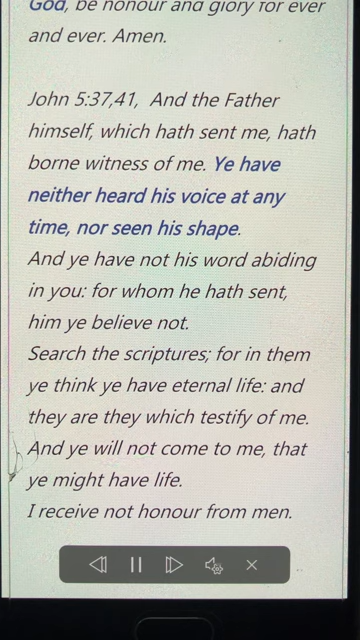 God, be honour and glory for ever
and ever. Amen.
John 5:37,41, And the Father
himself, which hath sent me, hath
borne witness of me. Ye have
neither heard his voice at any
time, nor seen his shape.
And ye have not his word abiding
in you: for whom he hath sent,
him ye believe not.
Search the scriptures; for in them
ye think ye have eternal life: and
they are they which testify of me.
And ye will not come to me, that
ye might have life.
I receive not honour from men.